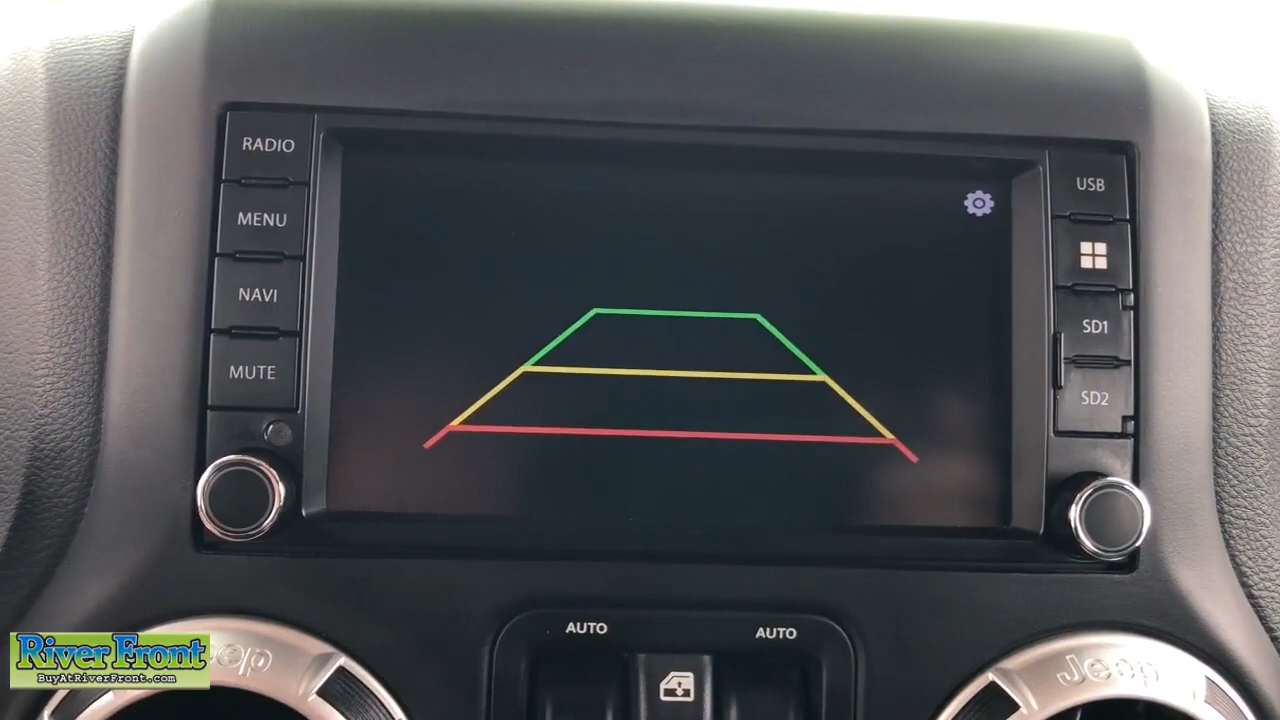 RADIO
MENU
NAVI
MUTE
USB
SD1
SD2
AUTO
AUTO
River Front
BuyAtRiverFront.com
Jeep
Jeep